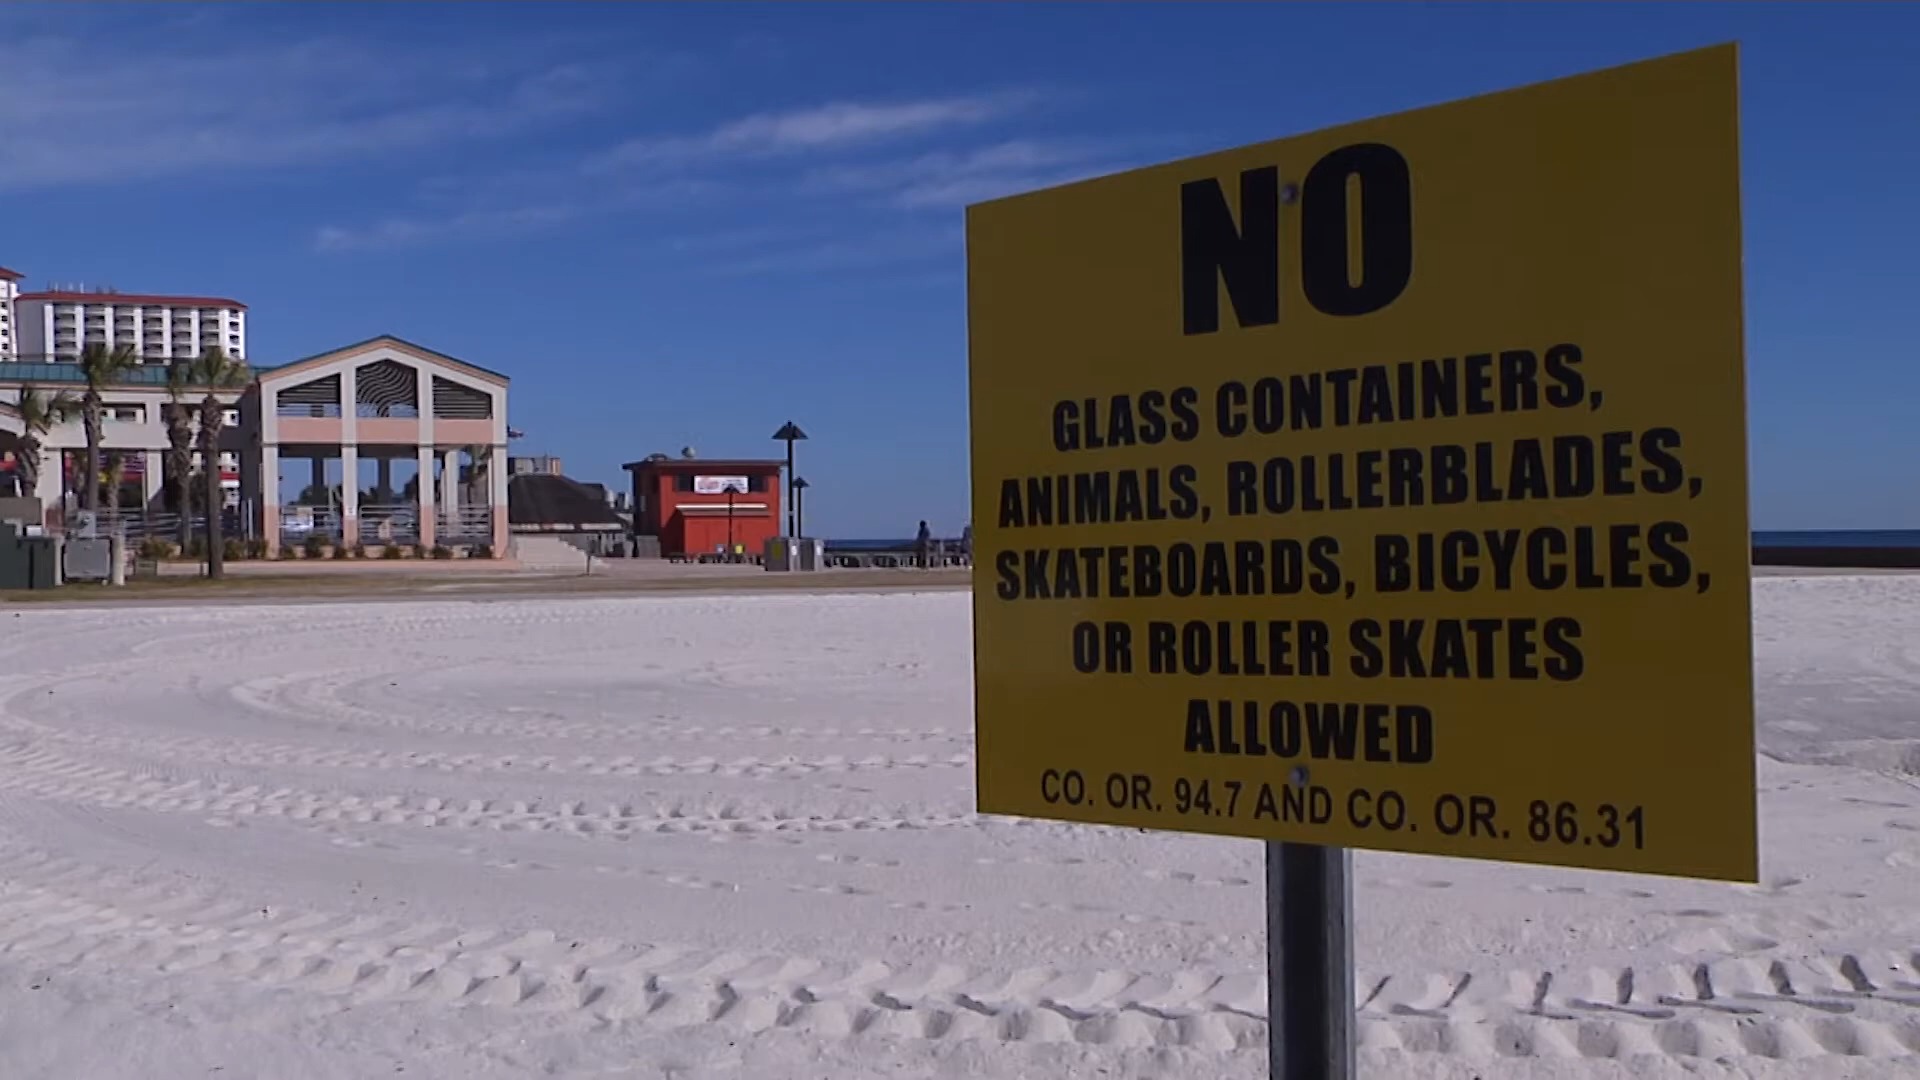 NO
GLASS CONTAINERS,
ANIMALS, ROLLERBLADES,
SKATEBOARDS, BICYCLES,
OR ROLLER SKATES
ALLOWED
CO. OR. 94.7 AND CO. OR. 86.31